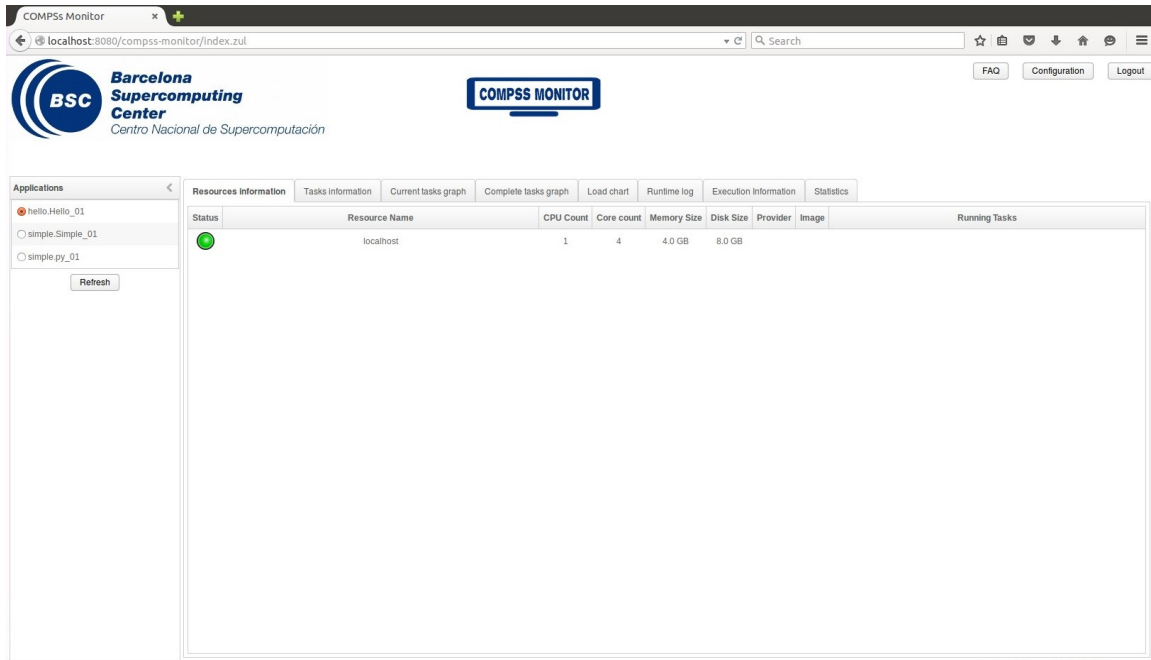 COMPSs Monitor
localhost:8080/compss-monitor/index.zul
Search
BSC
Barcelona
Supercomputing
Center
Centro Nacional de Supercomputación
COMPSS MONITOR
FAQ Configuration Logout
Applications
hello.Hello_01
simple.Simple_01
simple.py_01
Refresh
Resources information Tasks information Current tasks graph Complete tasks graph Load chart Runtime log Execution Information Statistics
Status Resource Name CPU Count Core count Memory Size Disk Size Provider Image Running Tasks
localhost 1 4 4.0 GB 8.0 GB